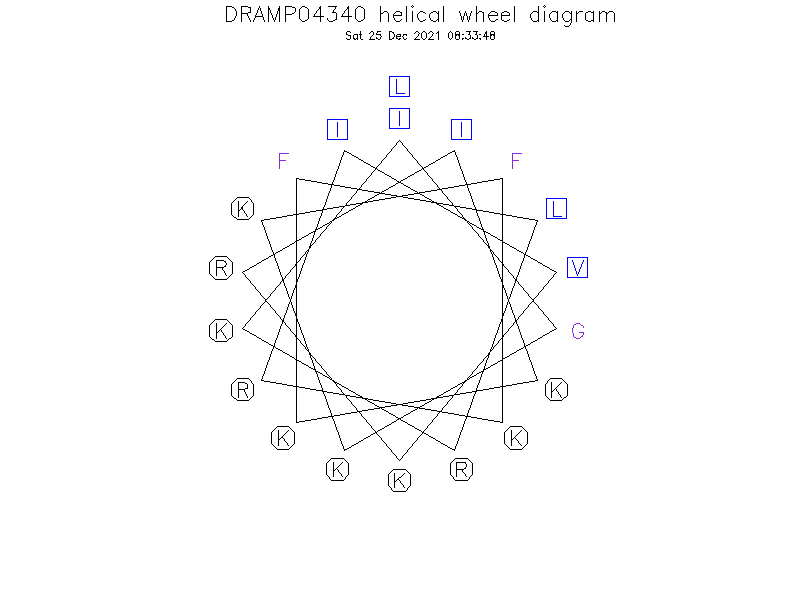 DRAMP04340 helical wheel diagram
Sat 25 Dec 2021 08:33:48
L
I I I
F F
K L
R V
K G
R K
K K
K R
K